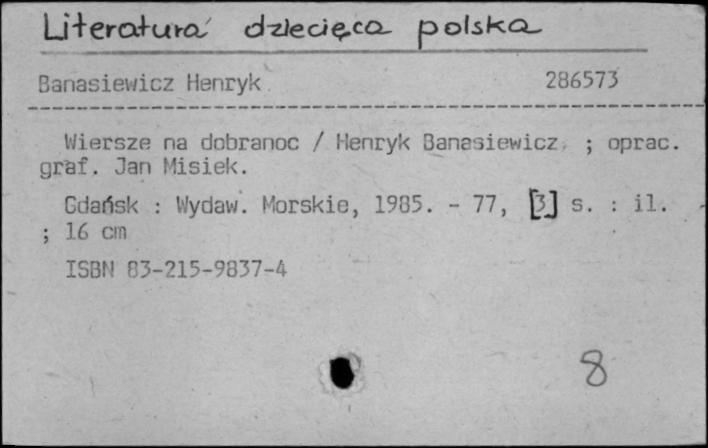 Literatura dziecięca polska
Banasiewicz Henryk 286573
Wiersze na dobranoc / Henryk Banasiewicz ; oprac.
graf. Jan Misiek.
Gdańsk : Wydaw. Morskie, 1985. - 77, [3] s. : il.
; 16 cm
ISBN 83-215-9837-4
8